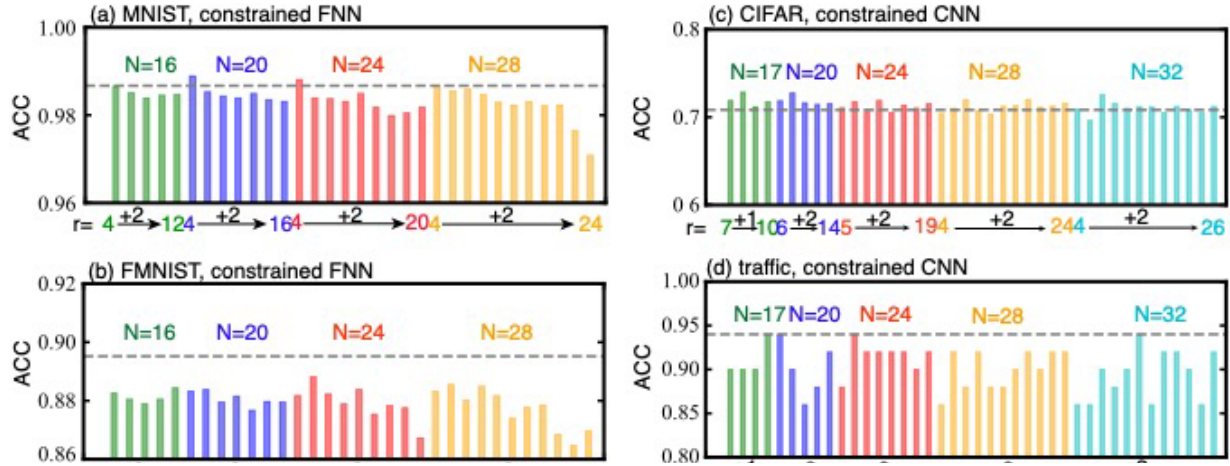 (a) MNIST, constrained FNN
1.00
0.98
0.96
ACC
N=16 N=20 N=24 N=28
r= 4 +2 12 4 +2 16 4 +2 20 4 +2 24
(c) CIFAR, constrained CNN
0.8
0.7
0.6
ACC
N=17 N=20 N=24 N=28 N=32
r= 7 +1 10 6 +2 14 5 +2 19 4 +2 24 4 +2 26
(b) FMNIST, constrained FNN
0.92
0.90
0.88
0.86
ACC
N=16 N=20 N=24 N=28
(d) traffic, constrained CNN
1.00
0.95
0.90
0.85
0.80
ACC
N=17 N=20 N=24 N=28 N=32